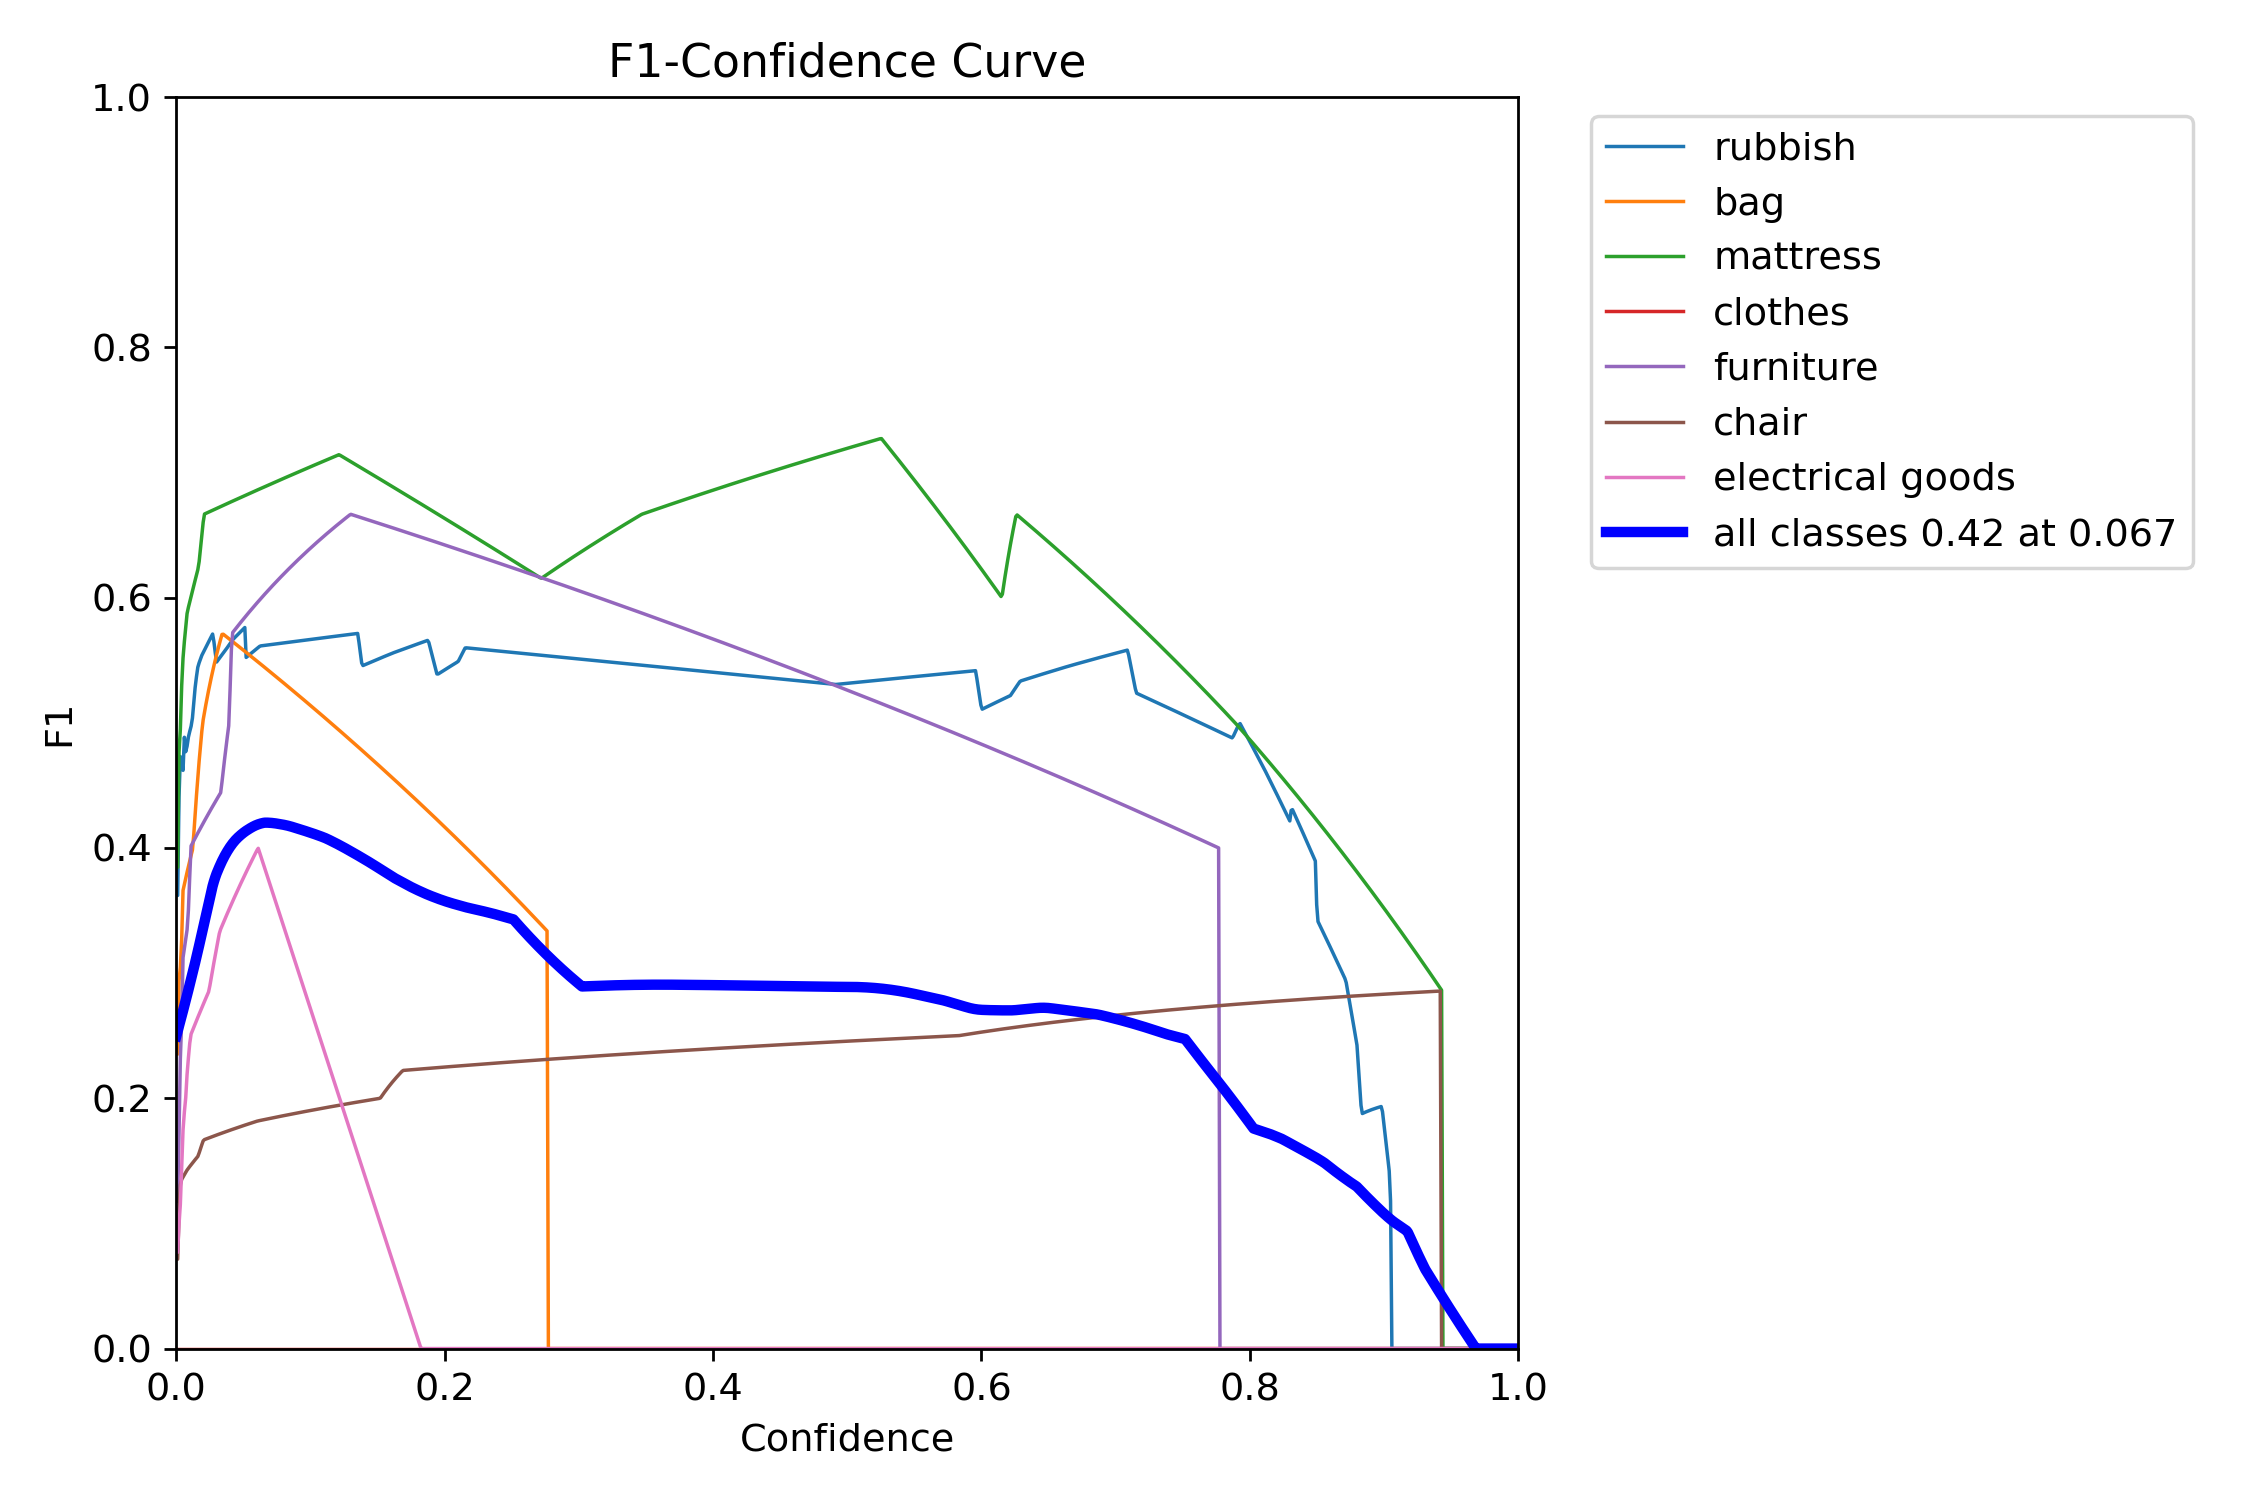 F1-Confidence Curve
1.0
0.8
0.6
0.4
0.2
0.0
F1
0.0 0.2 0.4 0.6 0.8 1.0
Confidence
rubbish
bag
mattress
clothes
furniture
chair
electrical goods
all classes 0.42 at 0.067